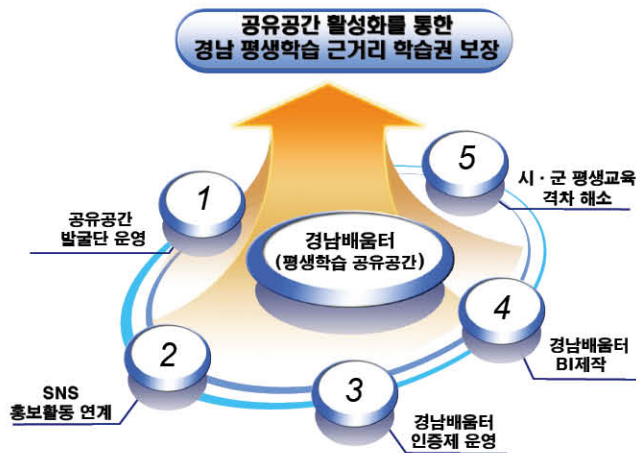 공유공간 활성화를 통한
경남 평생학습 근거리 학습권 보장
1
공유공간
발굴단 운영
2
SNS
홍보활동 연계
3
경남배움터
인증제 운영
4
경남배움터
BI제작
5
시·군 평생교육
격차 해소
경남배움터
(평생학습 공유공간)